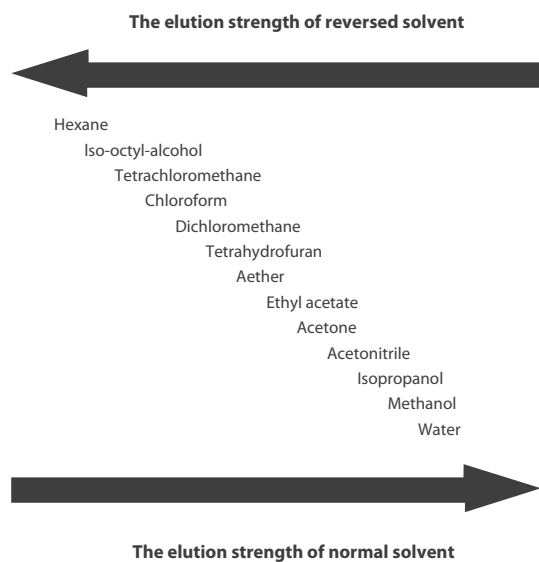 The elution strength of reversed solvent
Hexane
Iso-octyl-alcohol
Tetrachloromethane
Chloroform
Dichloromethane
Tetrahydrofuran
Aether
Ethyl acetate
Acetone
Acetonitrile
Isopropanol
Methanol
Water
The elution strength of normal solvent